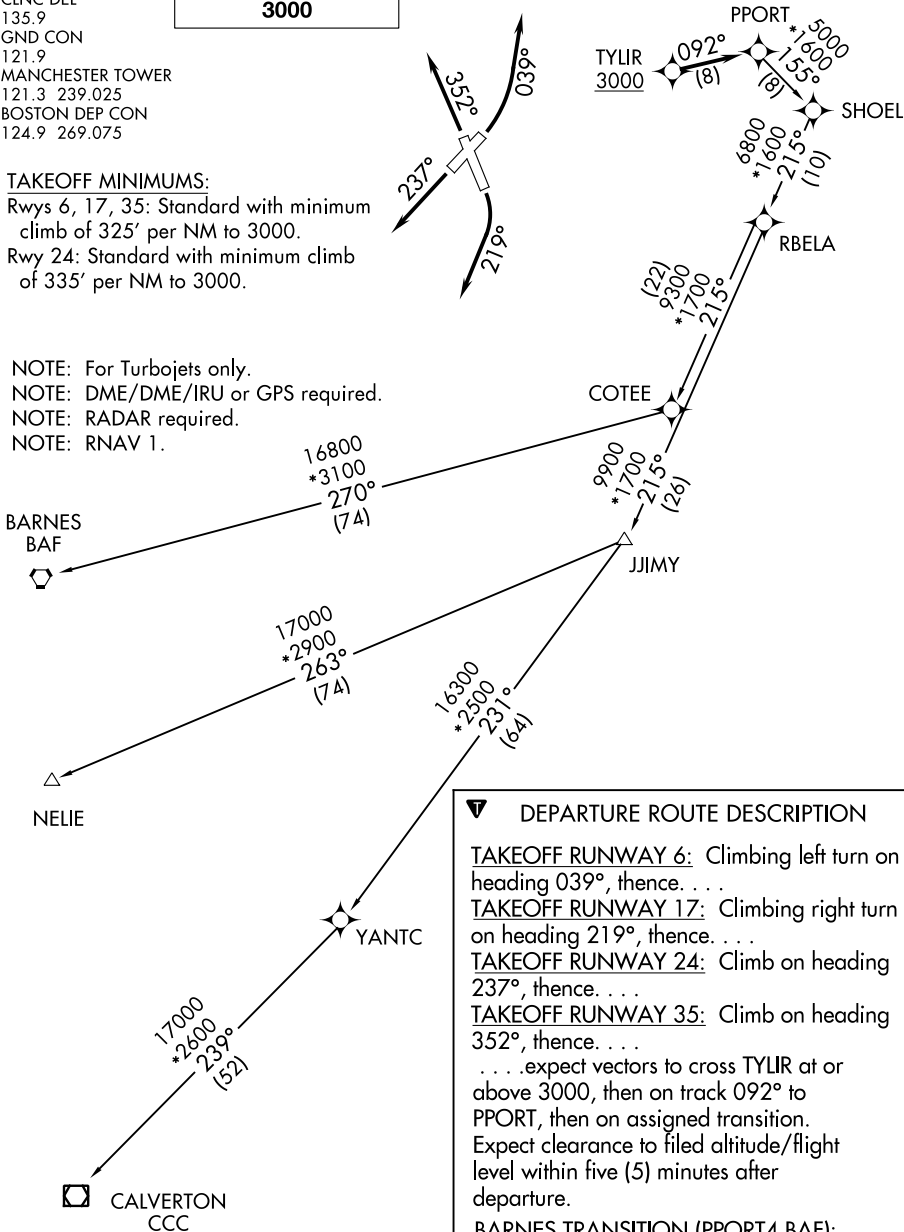 135.9
GND CON
121.9
MANCHESTER TOWER
121.3 239.025
BOSTON DEP CON
124.9 269.075
3000
TAKEOFF MINIMUMS:
Rwys 6, 17, 35: Standard with minimum
climb of 325' per NM to 3000.
Rwy 24: Standard with minimum climb
of 335' per NM to 3000.
NOTE: For Turbojets only.
NOTE: DME/DME/IRU or GPS required.
NOTE: RADAR required.
NOTE: RNAV 1.
352°
039°
237°
219°
TYLIR
3000
092°
(8)
PPORT
5000
*1600
155°
(8)
SHOEL
6800
*1600
215°
(10)
RBELA
(22)
9300
*1700
215°
COTEE
9900
*1700
215°
(26)
JJIMY
16800
*3100
270°
(74)
BARNES
BAF
17000
*2900
263°
(74)
NELIE
16300
*2500
231°
(64)
YANTC
17000
*2600
239°
(52)
CALVERTON
CCC
T DEPARTURE ROUTE DESCRIPTION
TAKEOFF RUNWAY 6: Climbing left turn on
heading 039°, thence. . . .
TAKEOFF RUNWAY 17: Climbing right turn
on heading 219°, thence. . . .
TAKEOFF RUNWAY 24: Climb on heading
237°, thence. . . .
TAKEOFF RUNWAY 35: Climb on heading
352°, thence. . . .
. . . .expect vectors to cross TYLIR at or
above 3000, then on track 092° to
PPORT, then on assigned transition.
Expect clearance to filed altitude/flight
level within five (5) minutes after
departure.
BARNES TRANSITION (PPORT4.BAF):